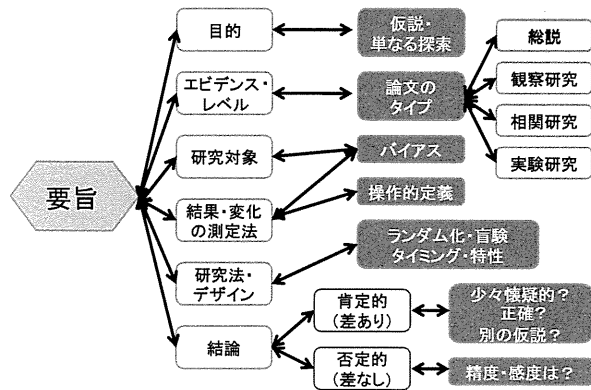 要旨
目的
仮説・
単なる探索
エビデンス・
レベル
論文の
タイプ
総説
観察研究
相関研究
実験研究
研究対象
バイアス
結果・変化
の測定法
操作的定義
研究法・
デザイン
ランダム化・盲験
タイミング・特性
結論
肯定的
(差あり)
少々懐疑的?
正確?
別の仮説?
否定的
(差なし)
精度・感度は?